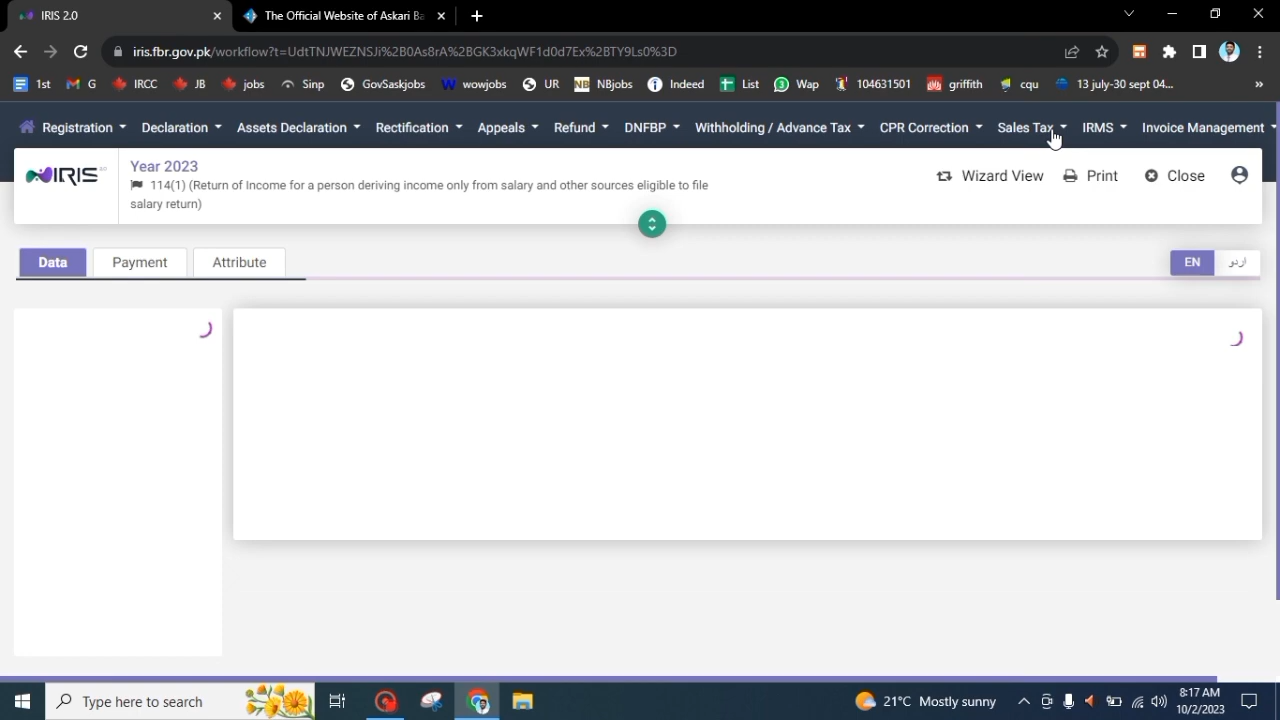 IRIS 2.0
The Official Website of Askari Ba
iris.fbr.gov.pk/workflow?t=UdtTNJWEZNSJi%2B0As8rA%2BGK3xkqWF1d0d7Ex%2BTY9Ls0%3D
1st G IRCC JB jobs Sinp GovSaskjobs wowjobs UR NBjobs Indeed List Wap 104631501 griffith cqu 13 july-30 sept 04... »
Registration Declaration Assets Declaration Rectification Appeals Refund DNFBP Withholding / Advance Tax CPR Correction Sales Tax IRMS Invoice Management
IRIS 2.0
Year 2023
114(1) (Return of Income for a person deriving income only from salary and other sources eligible to file
salary return)
Wizard View Print Close
Data Payment Attribute
EN اردو
Type here to search
21°C Mostly sunny
8:17 AM
10/2/2023